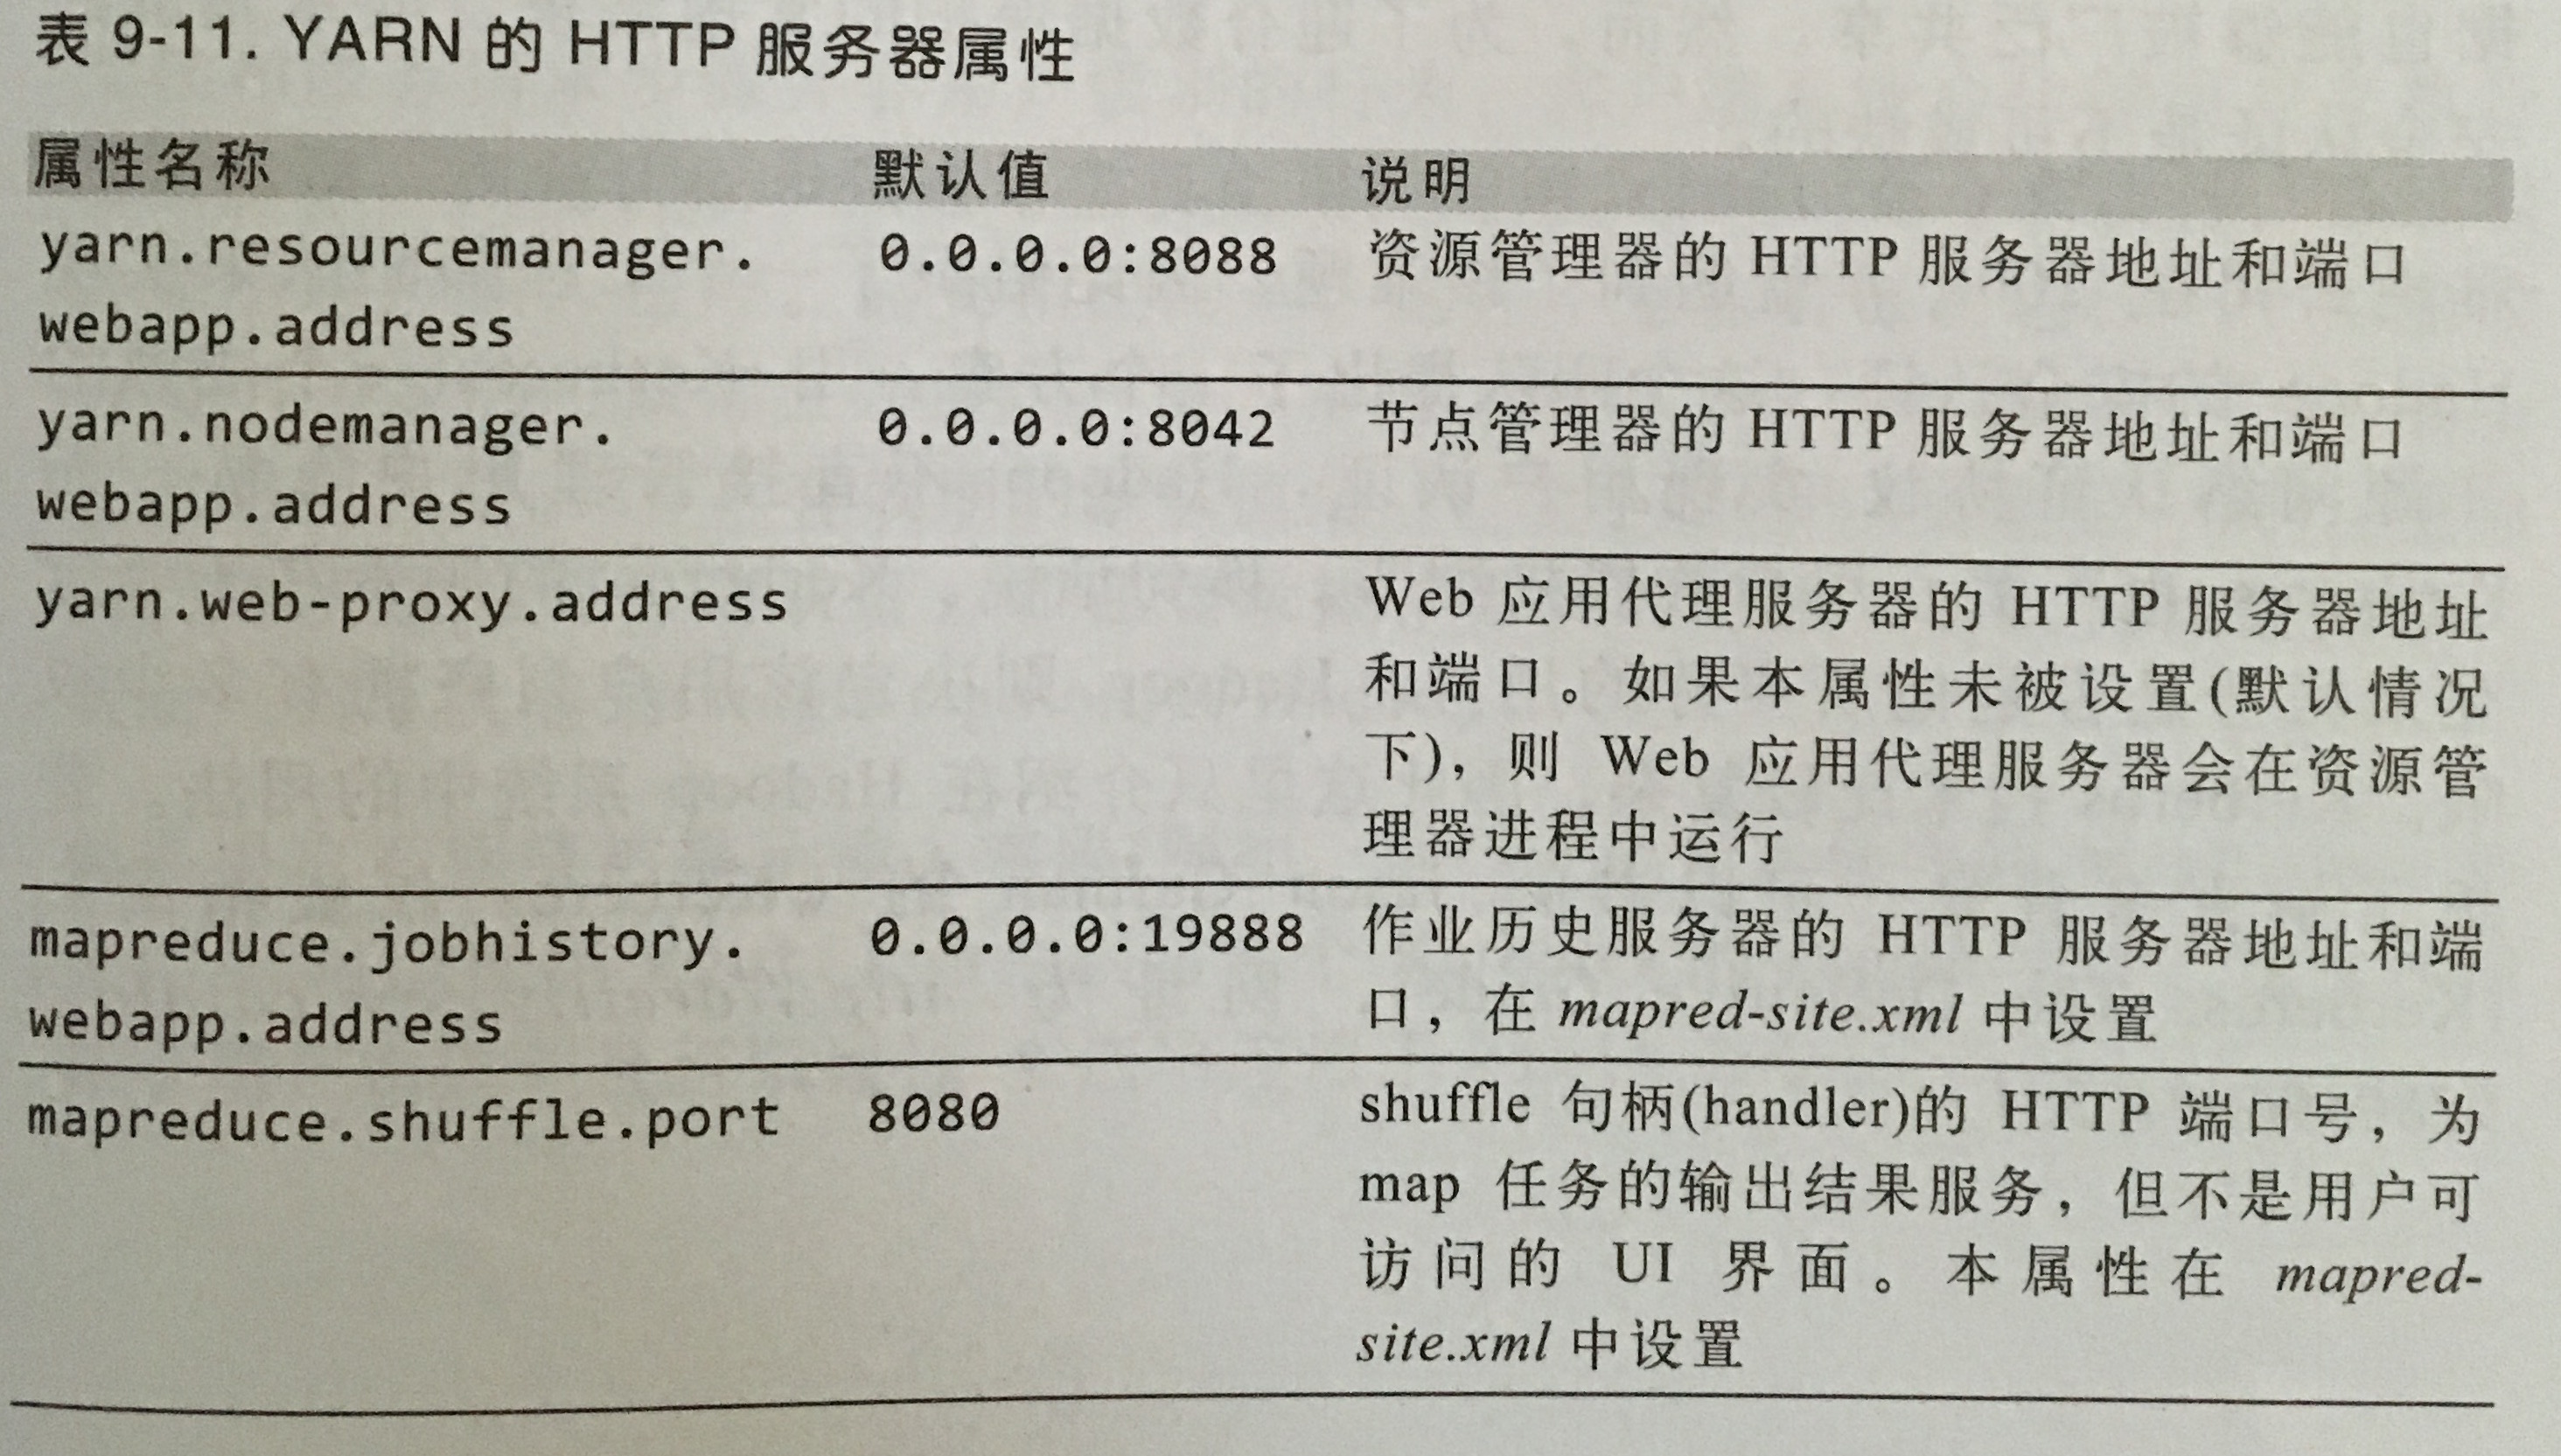 表 9-11. YARN 的 HTTP 服务器属性
属性名称 默认值 说明
yarn.resourcemanager. 0.0.0.0:8088 资源管理器的 HTTP 服务器地址和端口
webapp.address
yarn.nodemanager. 0.0.0.0:8042 节点管理器的 HTTP 服务器地址和端口
webapp.address
yarn.web-proxy.address Web 应用代理服务器的 HTTP 服务器地址
和端口。如果本属性未被设置(默认情况
下)，则 Web 应用代理服务器会在资源管
理器进程中运行
mapreduce.jobhistory. 0.0.0.0:19888 作业历史服务器的 HTTP 服务器地址和端
webapp.address 口，在 mapred-site.xml 中设置
mapreduce.shuffle.port 8080 shuffle 句柄(handler)的 HTTP 端口号，为
map 任务的输出结果服务，但不是用户可
访问的 UI 界面。本属性在 mapred-
site.xml 中设置